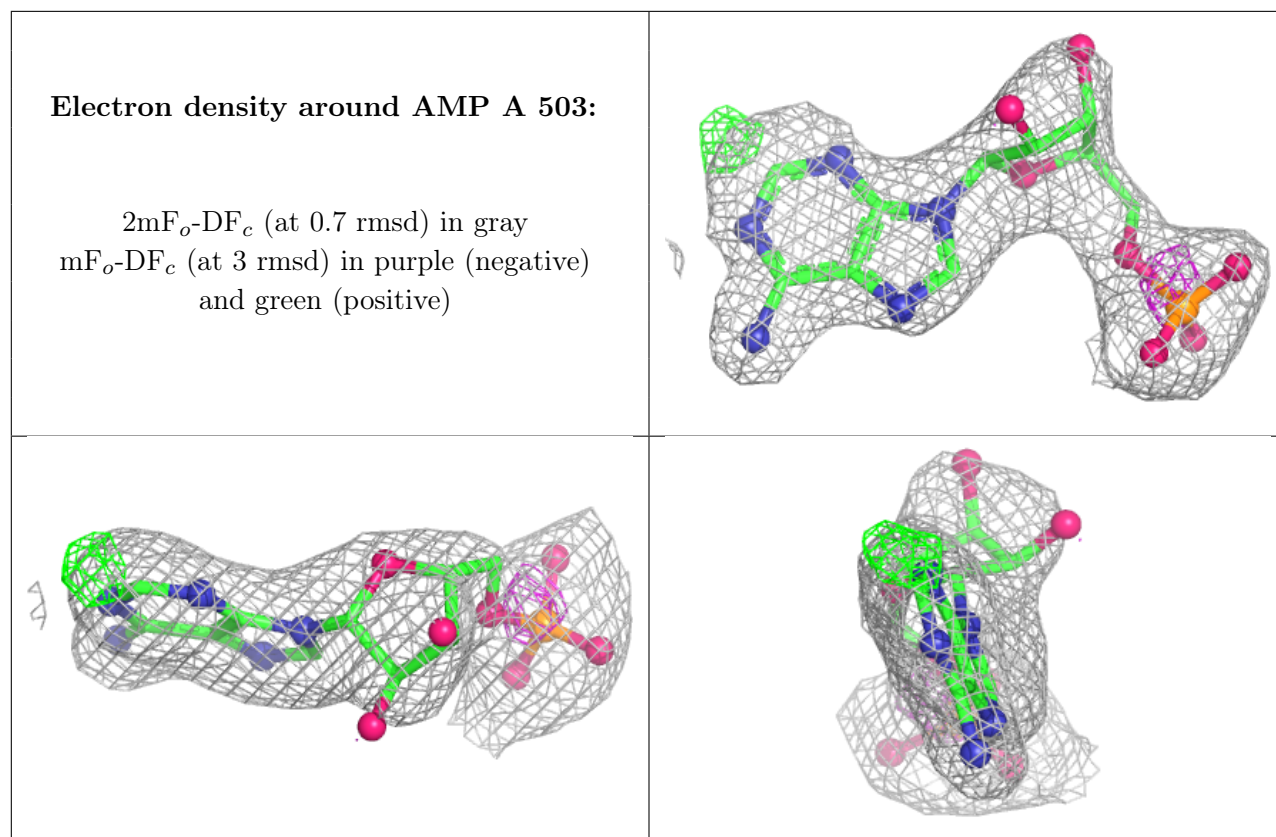 Electron density around AMP A 503:
2mFo-DFc (at 0.7 rmsd) in gray
mFo-DFc (at 3 rmsd) in purple (negative)
and green (positive)